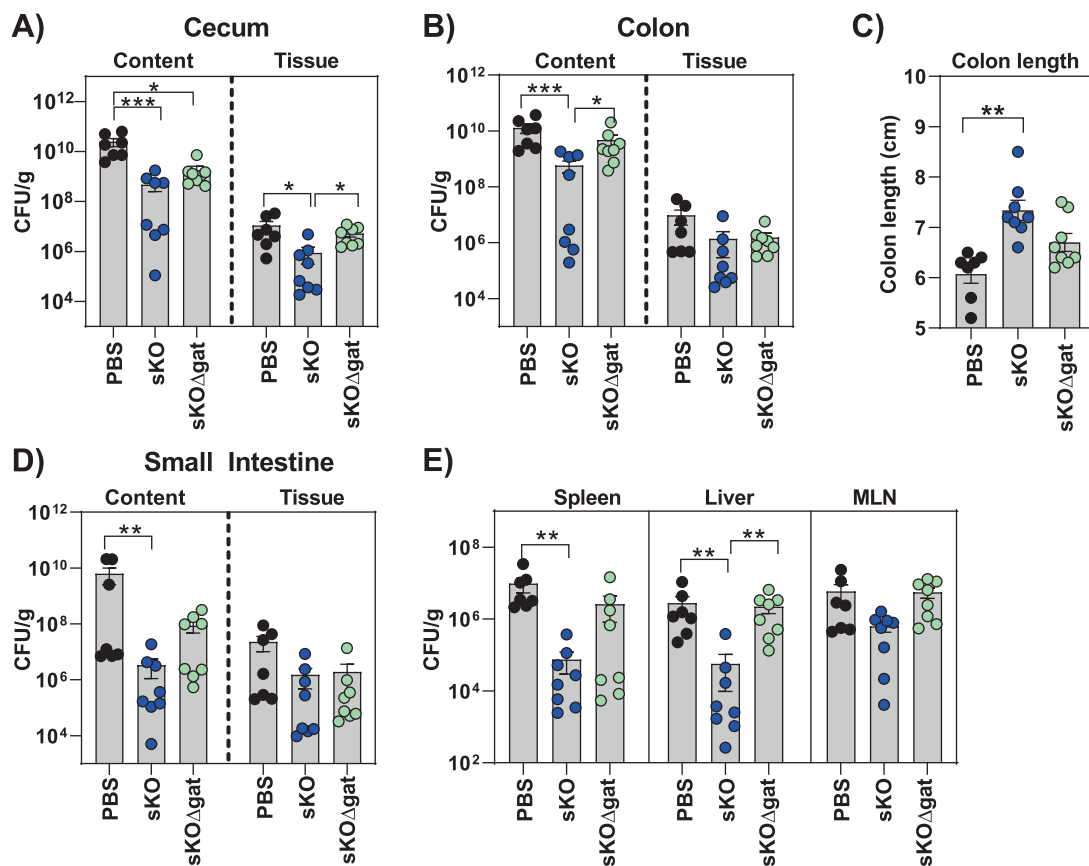 A) Cecum
Content Tissue
CFU/g
10^12
10^10
10^8
10^6
10^4
* *** * *
PBS sKO sKOΔgat PBS sKO sKOΔgat
B) Colon
Content Tissue
CFU/g
10^12
10^10
10^8
10^6
10^4
*** *
PBS sKO sKOΔgat PBS sKO sKOΔgat
C)
Colon length
Colon length (cm)
10
9
8
7
6
5
**
PBS sKO sKOΔgat
D) Small Intestine
Content Tissue
CFU/g
10^12
10^10
10^8
10^6
10^4
**
PBS sKO sKOΔgat PBS sKO sKOΔgat
E)
Spleen Liver MLN
CFU/g
10^8
10^6
10^4
10^2
** ** **
PBS sKO sKOΔgat PBS sKO sKOΔgat PBS sKO sKOΔgat